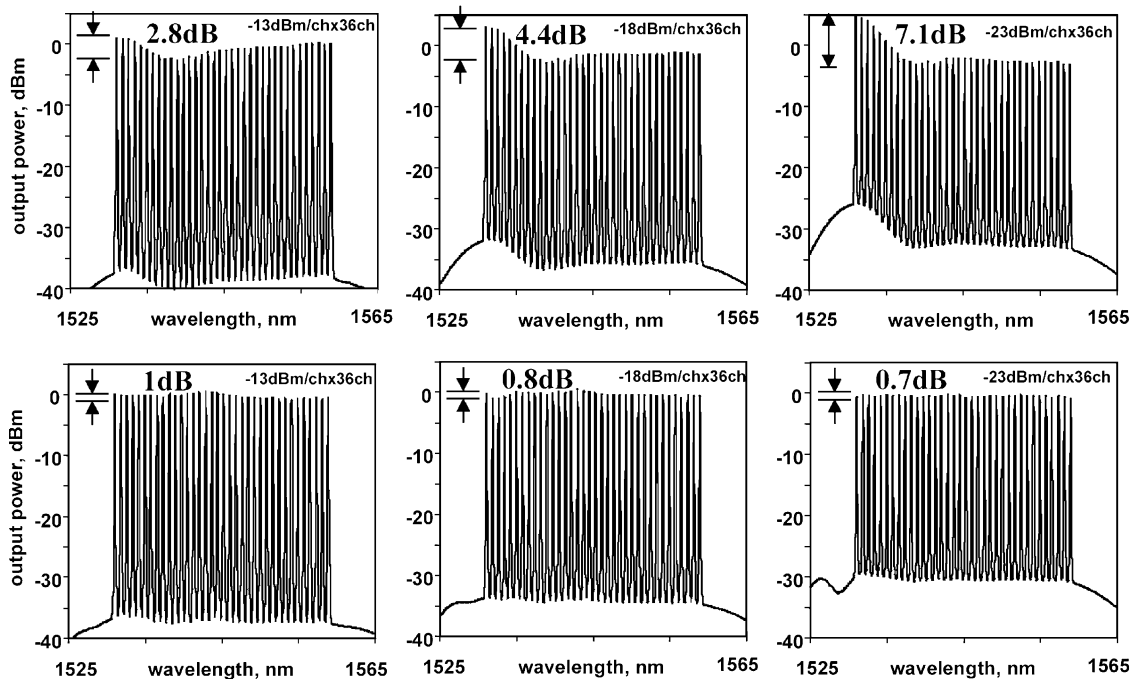 2.8dB
-13dBm/chx36ch
4.4dB
-18dBm/chx36ch
7.1dB
-23dBm/chx36ch
output power, dBm
0
-10
-20
-30
-40
0
-10
-20
-30
-40
0
-10
-20
-30
-40
1525
wavelength, nm
1565
1525
wavelength, nm
1565
1525
wavelength, nm
1565
1dB
-13dBm/chx36ch
0.8dB
-18dBm/chx36ch
0.7dB
-23dBm/chx36ch
output power, dBm
0
-10
-20
-30
-40
0
-10
-20
-30
-40
0
-10
-20
-30
-40
1525
wavelength, nm
1565
1525
wavelength, nm
1565
1525
wavelength, nm
1565